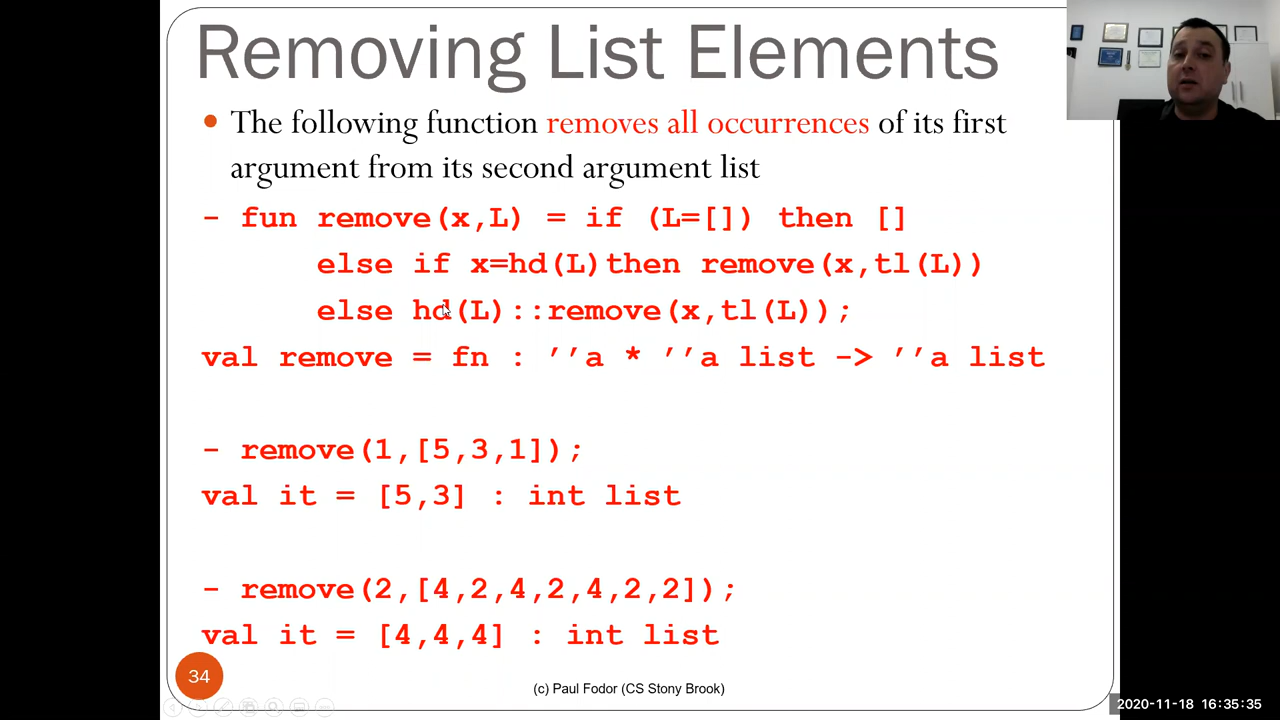 Removing List Elements
• The following function removes all occurrences of its first
argument from its second argument list
- fun remove(x,L) = if (L=[]) then []
else if x=hd(L)then remove(x,tl(L))
else hd(L)::remove(x,tl(L));
val remove = fn : ’’a * ’’a list -> ’’a list
- remove(1,[5,3,1]);
val it = [5,3] : int list
- remove(2,[4,2,4,2,4,2,2]);
val it = [4,4,4] : int list
34
(c) Paul Fodor (CS Stony Brook)
2020-11-18 16:35:35